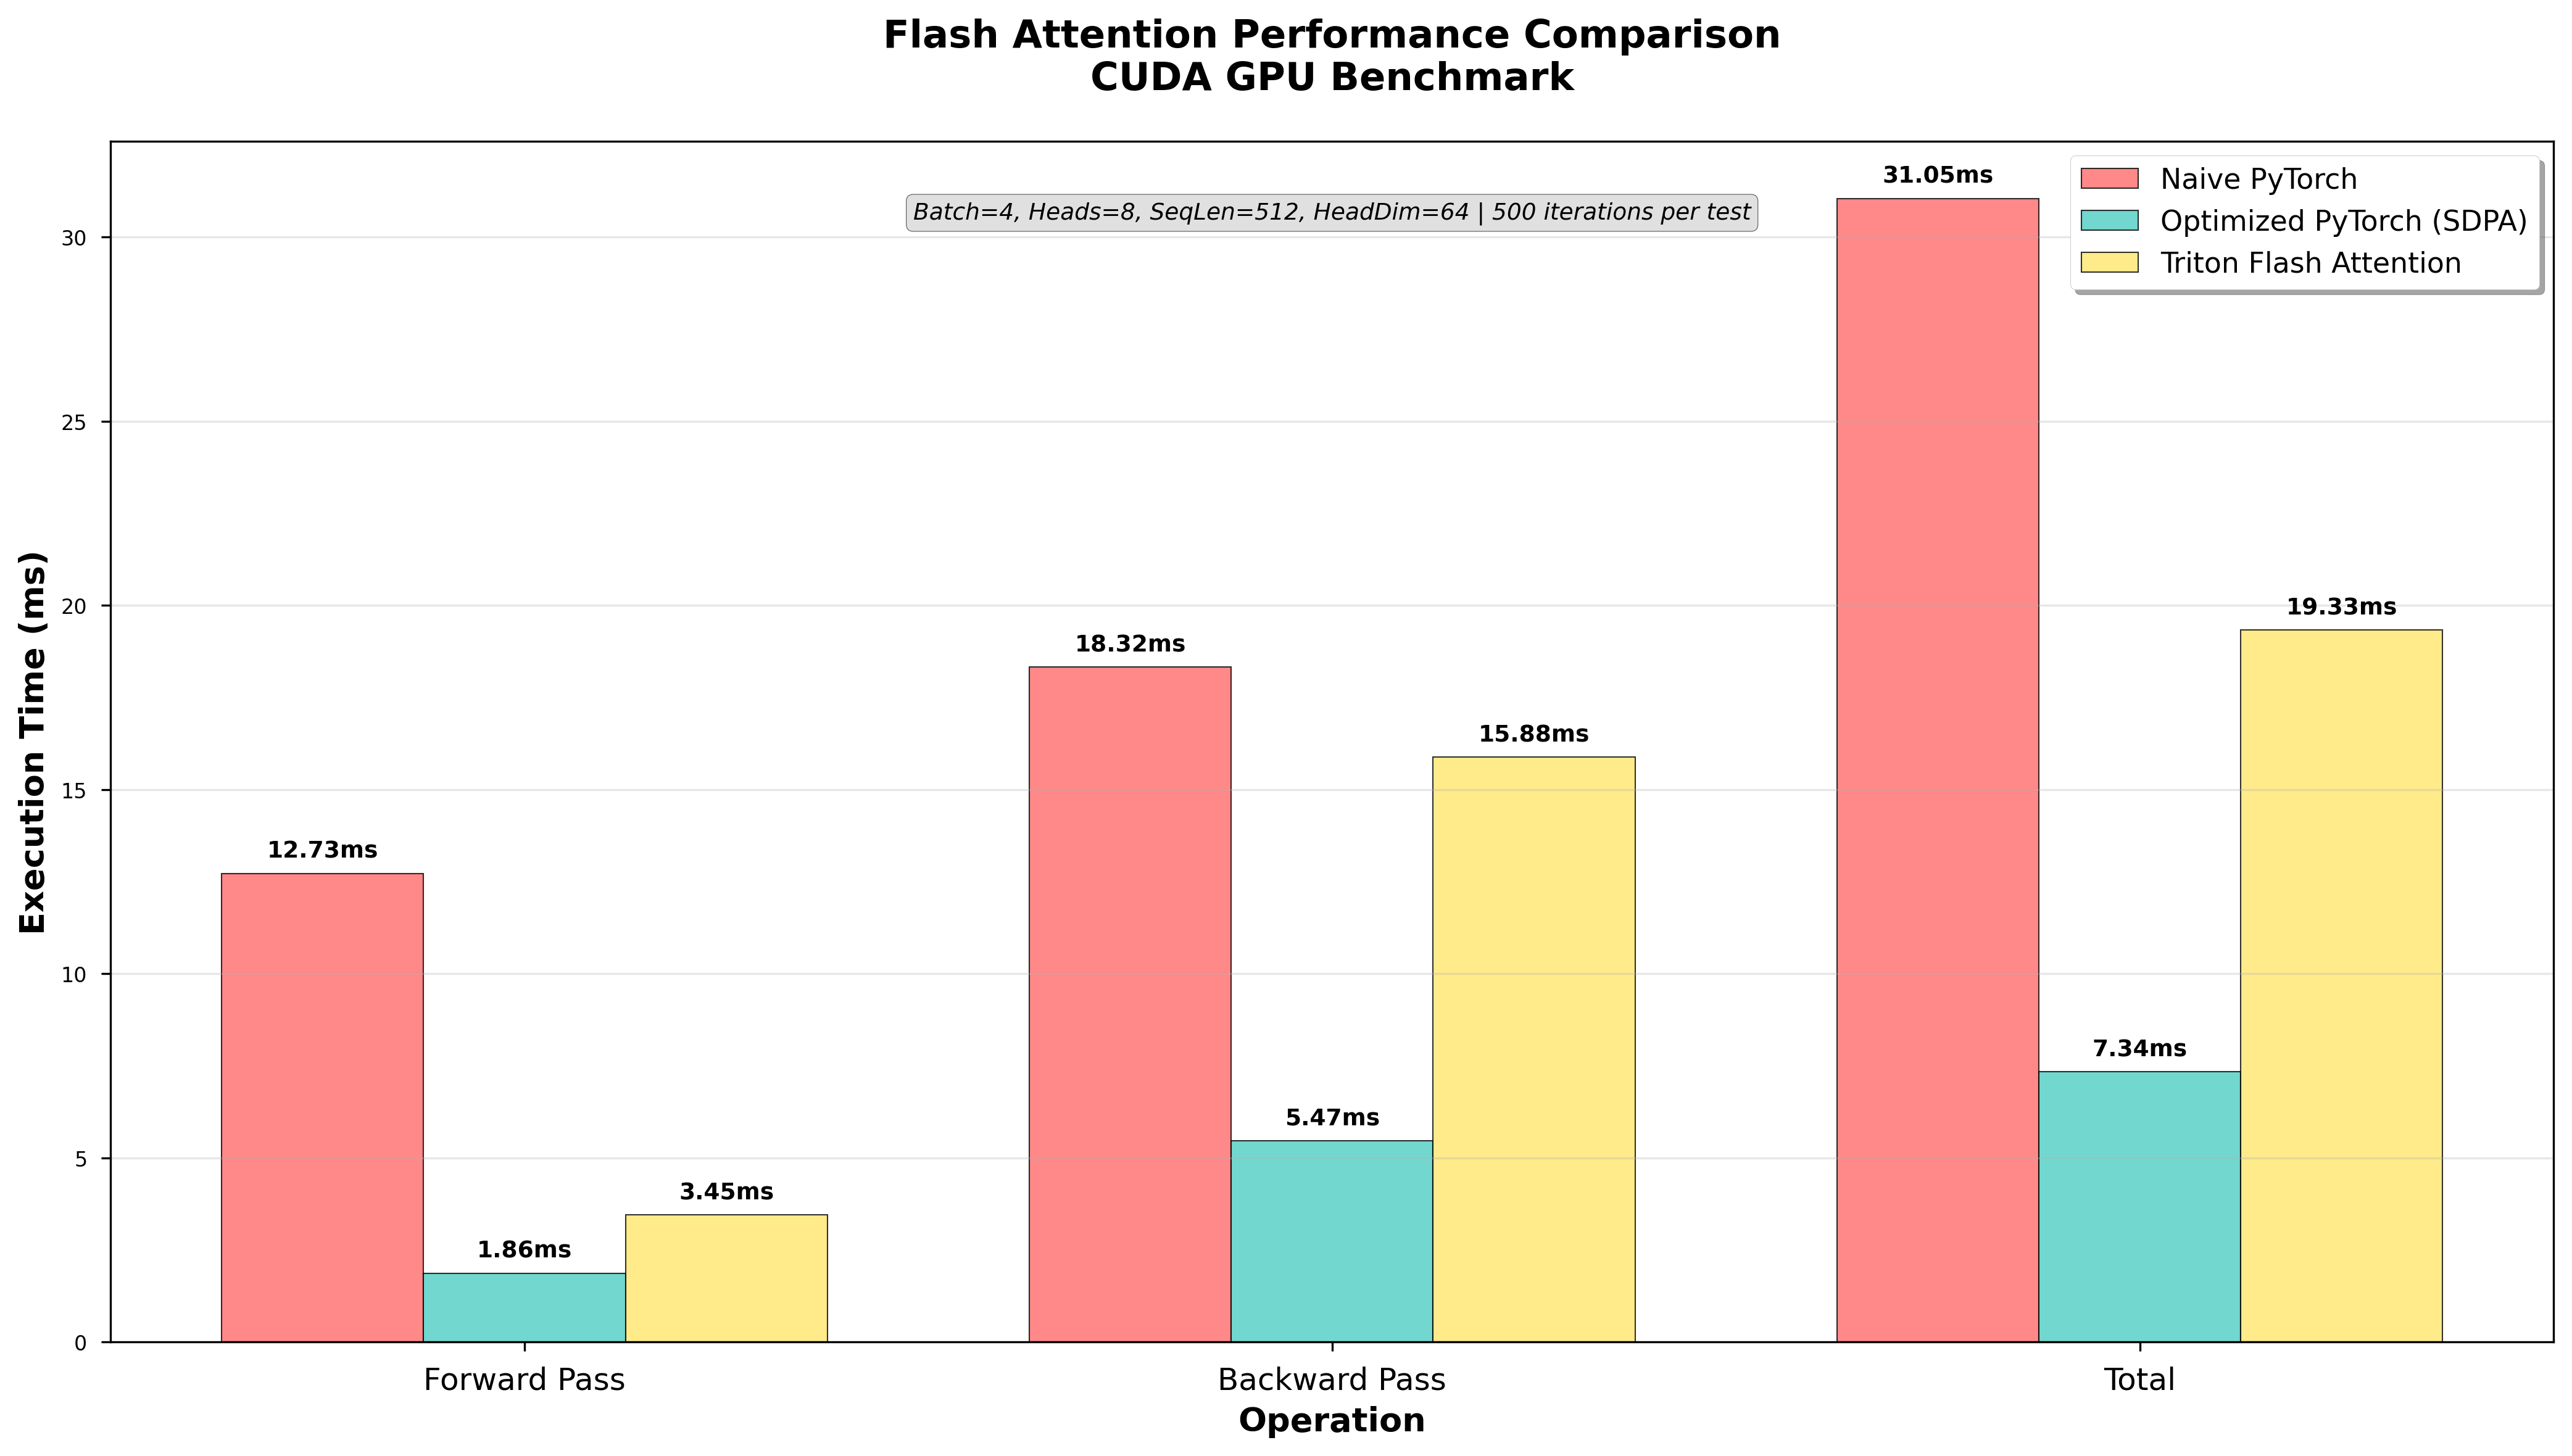 Flash Attention Performance Comparison
CUDA GPU Benchmark
Batch=4, Heads=8, SeqLen=512, HeadDim=64 | 500 iterations per test
Naive PyTorch
Optimized PyTorch (SDPA)
Triton Flash Attention
Execution Time (ms)
30
25
20
15
10
5
0
12.73ms
1.86ms
3.45ms
18.32ms
5.47ms
15.88ms
31.05ms
7.34ms
19.33ms
Forward Pass
Backward Pass
Total
Operation